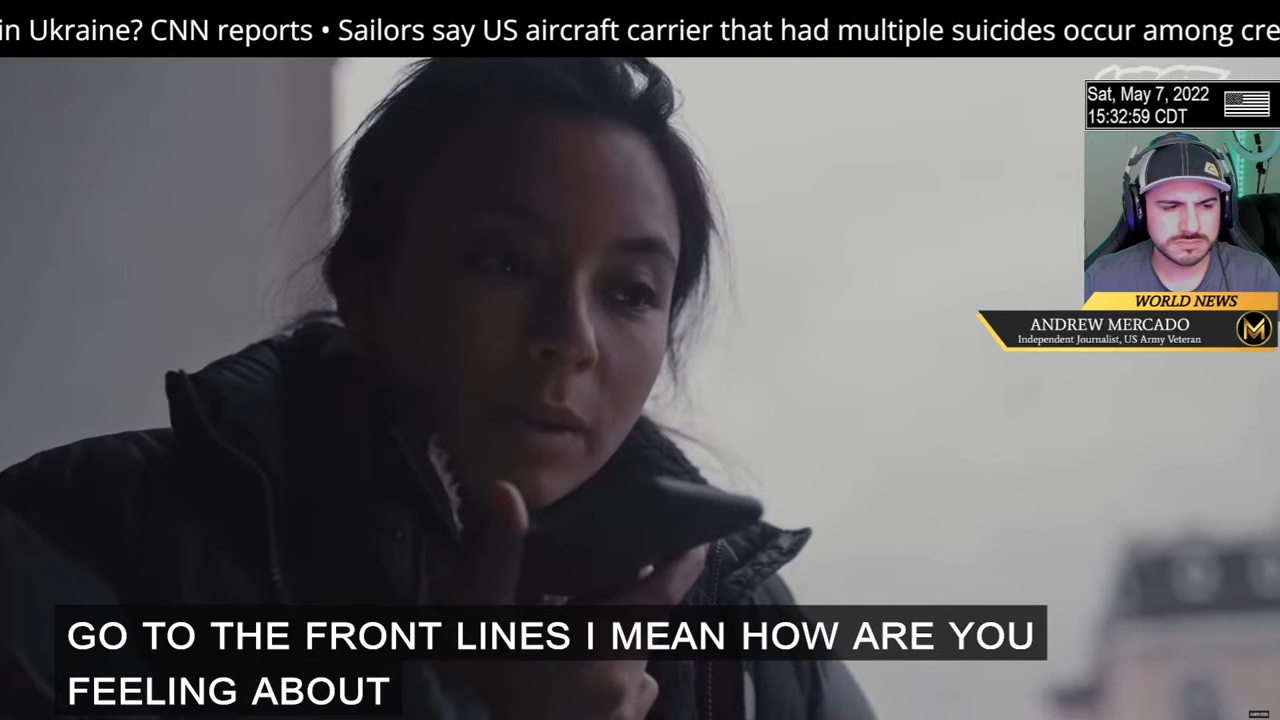 in Ukraine? CNN reports • Sailors say US aircraft carrier that had multiple suicides occur among cre
Sat, May 7, 2022
15:32:59 CDT
WORLD NEWS
ANDREW MERCADO
Independent Journalist, US Army Veteran
M
GO TO THE FRONT LINES I MEAN HOW ARE YOU
FEELING ABOUT